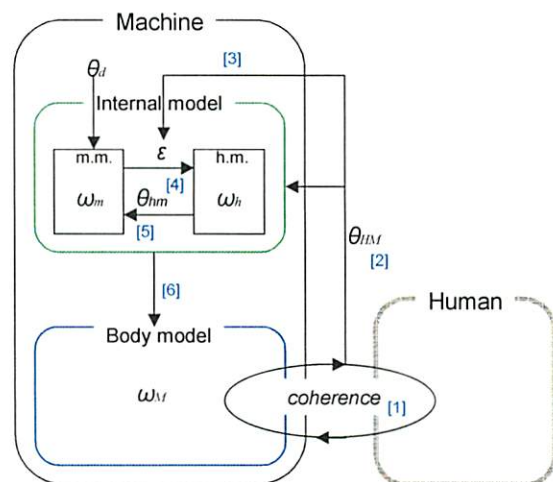 Machine
θd
[3]
Internal model
m.m.
ε
h.m.
[4]
ωm
θhm
ωh
[5]
θHM
[2]
[6]
Human
Body model
ωM
coherence
[1]